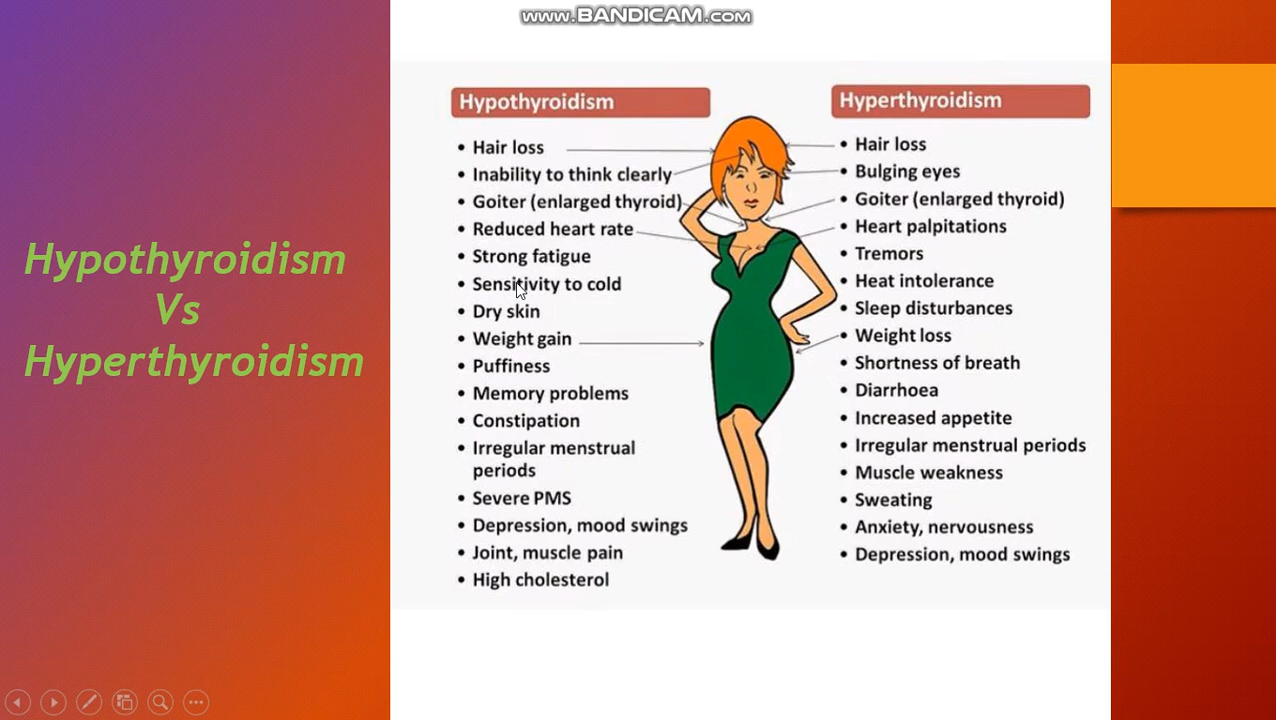 www.BANDICAM.com
Hypothyroidism
Vs
Hyperthyroidism
Hypothyroidism
• Hair loss
• Inability to think clearly
• Goiter (enlarged thyroid)
• Reduced heart rate
• Strong fatigue
• Sensitivity to cold
• Dry skin
• Weight gain
• Puffiness
• Memory problems
• Constipation
• Irregular menstrual
periods
• Severe PMS
• Depression, mood swings
• Joint, muscle pain
• High cholesterol
Hyperthyroidism
• Hair loss
• Bulging eyes
• Goiter (enlarged thyroid)
• Heart palpitations
• Tremors
• Heat intolerance
• Sleep disturbances
• Weight loss
• Shortness of breath
• Diarrhoea
• Increased appetite
• Irregular menstrual periods
• Muscle weakness
• Sweating
• Anxiety, nervousness
• Depression, mood swings